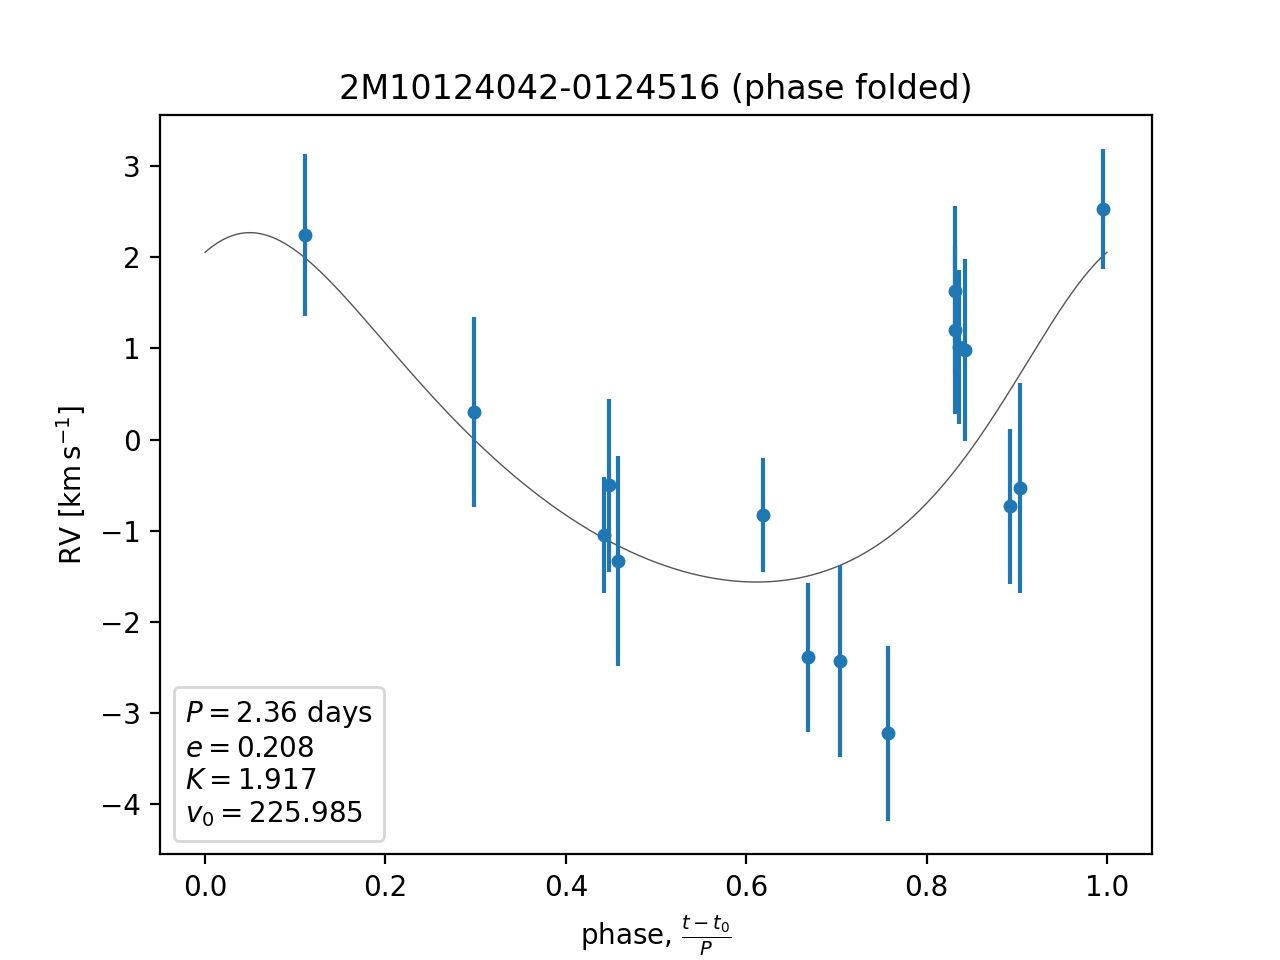 2M10124042-0124516 (phase folded)
RV [km s⁻¹]
3
2
1
0
−1
−2
−3
−4
P = 2.36 days
e = 0.208
K = 1.917
v₀ = 225.985
0.0 0.2 0.4 0.6 0.8 1.0
phase, (t − t₀)/P